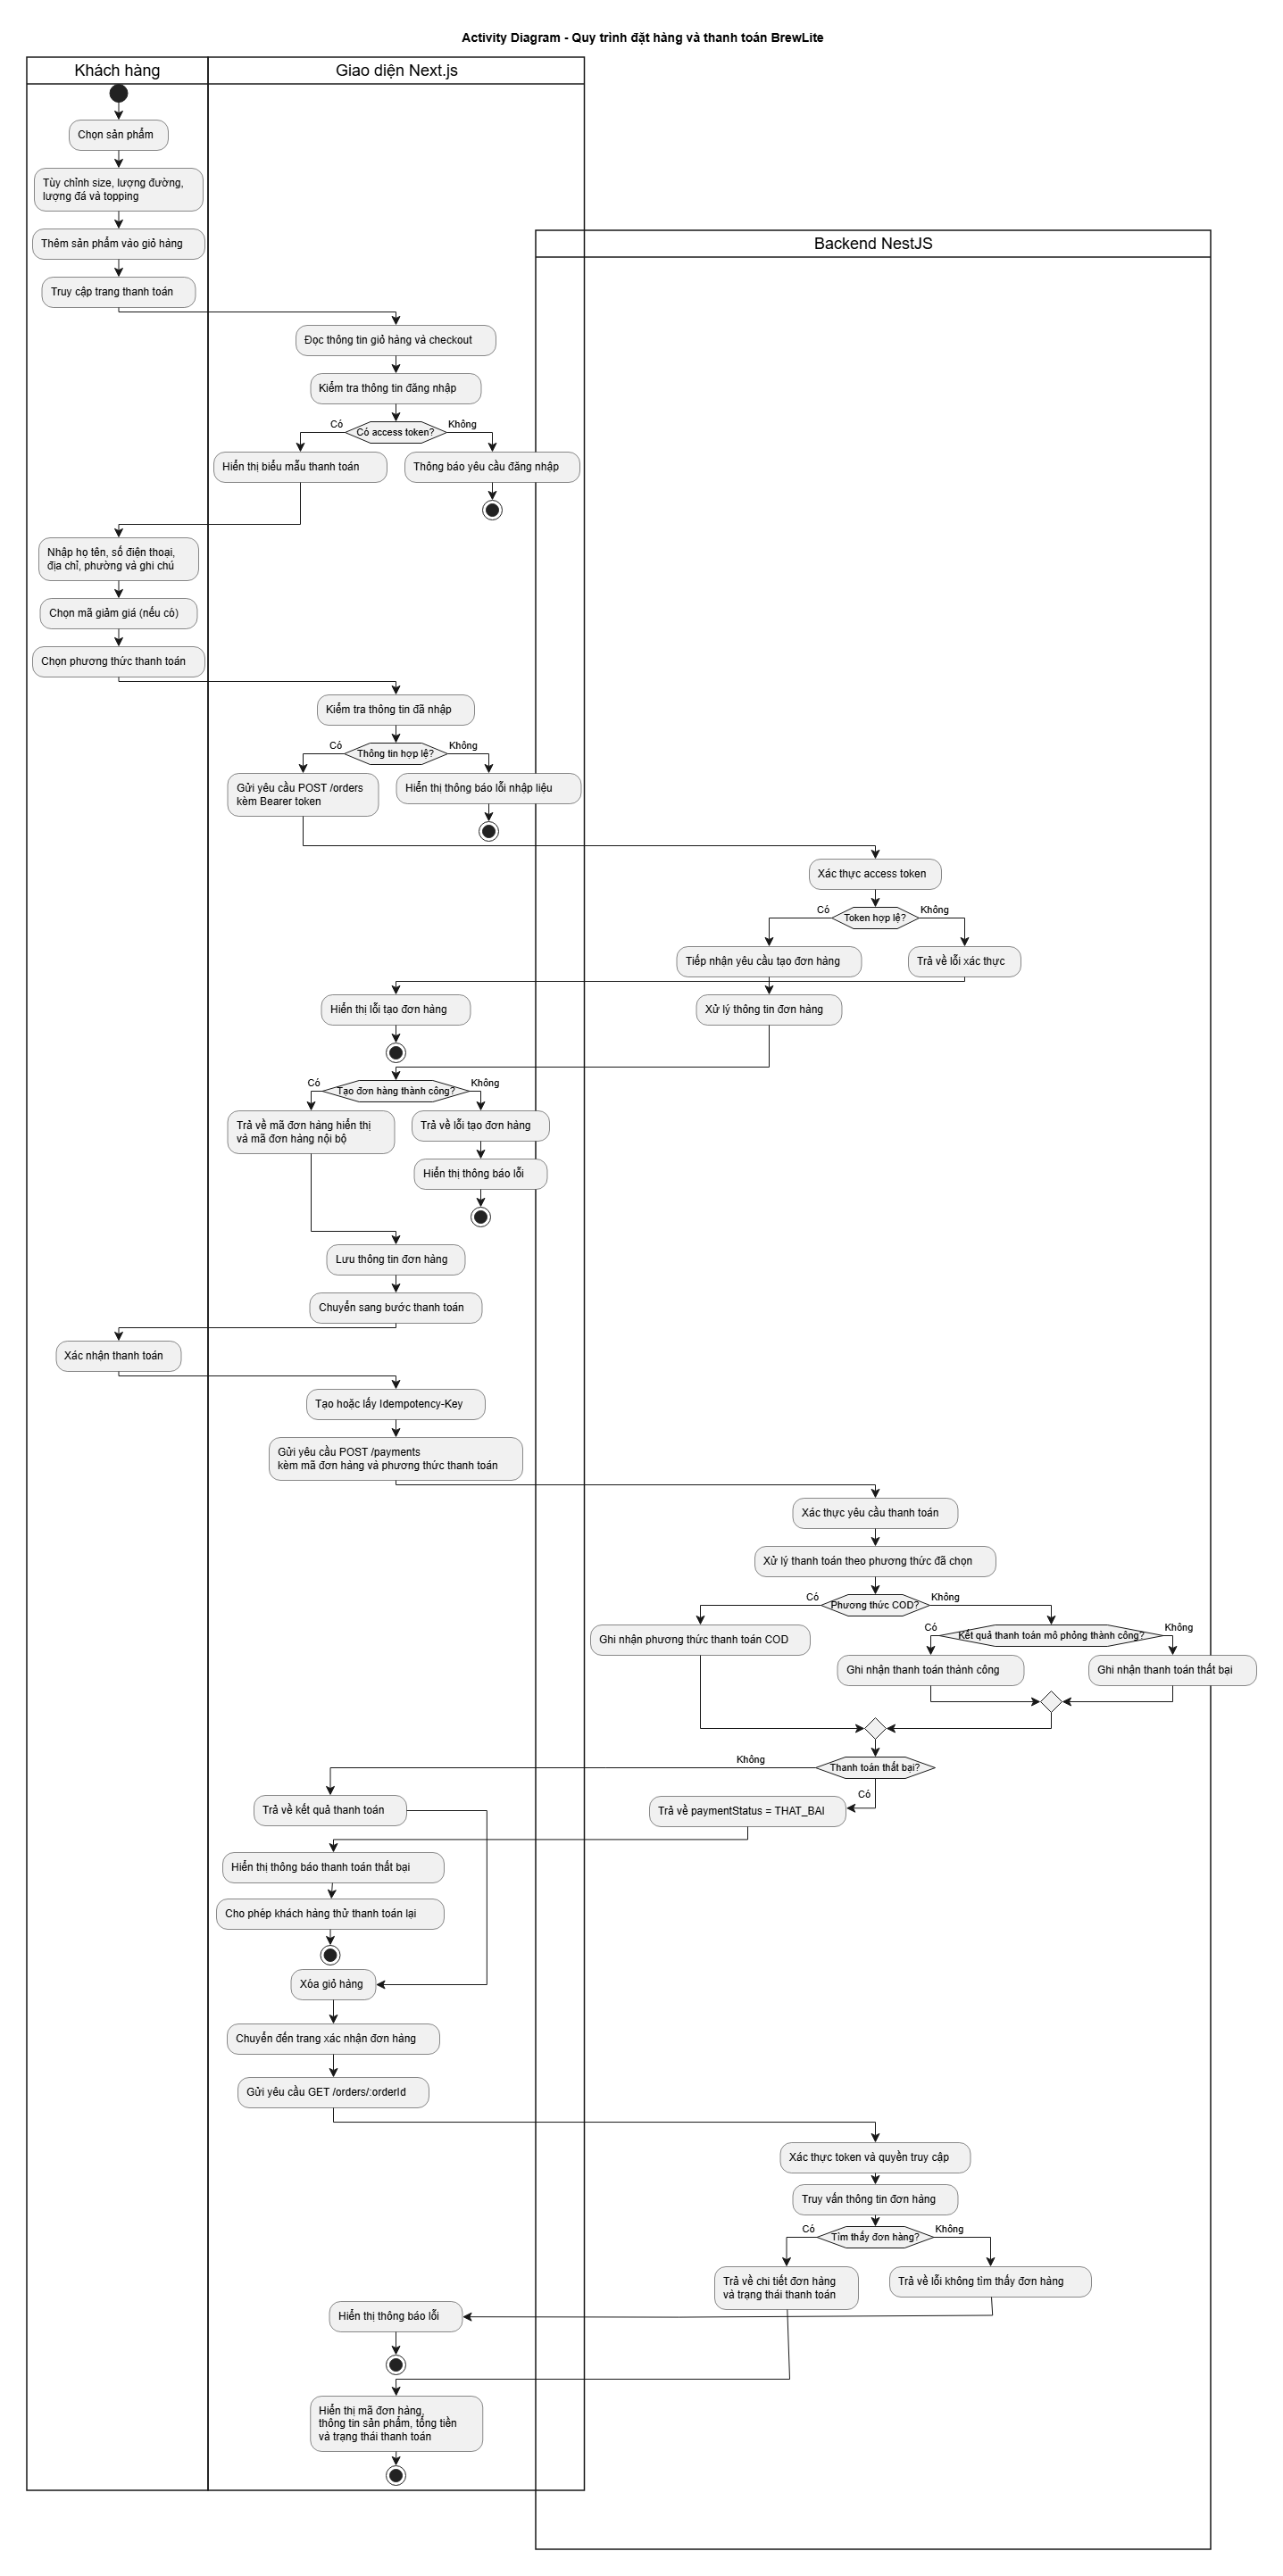 Activity Diagram - Quy trình đặt hàng và thanh toán BrewLite
Khách hàng
Giao diện Next.js
Chọn sản phẩm
Tùy chỉnh size, lượng đường,
lượng đá và topping
Thêm sản phẩm vào giỏ hàng
Backend NestJS
Truy cập trang thanh toán
Đọc thông tin giỏ hàng và checkout
Kiểm tra thông tin đăng nhập
Có
Có access token?
Không
Hiển thị biểu mẫu thanh toán
Thông báo yêu cầu đăng nhập
Nhập họ tên, số điện thoại,
địa chỉ, phường và ghi chú
Chọn mã giảm giá (nếu có)
Chọn phương thức thanh toán
Kiểm tra thông tin đã nhập
Có
Thông tin hợp lệ?
Không
Gửi yêu cầu POST /orders
kèm Bearer token
Hiển thị thông báo lỗi nhập liệu
Xác thực access token
Có
Token hợp lệ?
Không
Tiếp nhận yêu cầu tạo đơn hàng
Trả về lỗi xác thực
Hiển thị lỗi tạo đơn hàng
Xử lý thông tin đơn hàng
Có
Tạo đơn hàng thành công?
Không
Trả về mã đơn hàng hiển thị
và mã đơn hàng nội bộ
Trả về lỗi tạo đơn hàng
Hiển thị thông báo lỗi
Lưu thông tin đơn hàng
Chuyển sang bước thanh toán
Xác nhận thanh toán
Tạo hoặc lấy Idempotency-Key
Gửi yêu cầu POST /payments
kèm mã đơn hàng và phương thức thanh toán
Xác thực yêu cầu thanh toán
Xử lý thanh toán theo phương thức đã chọn
Có
Phương thức COD?
Không
Ghi nhận phương thức thanh toán COD
Có
Kết quả thanh toán mô phỏng thành công?
Không
Ghi nhận thanh toán thành công
Ghi nhận thanh toán thất bại
Không
Thanh toán thất bại?
Có
Trả về kết quả thanh toán
Trả về paymentStatus = THAT_BAI
Hiển thị thông báo thanh toán thất bại
Cho phép khách hàng thử thanh toán lại
Xóa giỏ hàng
Chuyển đến trang xác nhận đơn hàng
Gửi yêu cầu GET /orders/:orderId
Xác thực token và quyền truy cập
Truy vấn thông tin đơn hàng
Có
Tìm thấy đơn hàng?
Không
Trả về chi tiết đơn hàng
và trạng thái thanh toán
Trả về lỗi không tìm thấy đơn hàng
Hiển thị thông báo lỗi
Hiển thị mã đơn hàng,
thông tin sản phẩm, tổng tiền
và trạng thái thanh toán